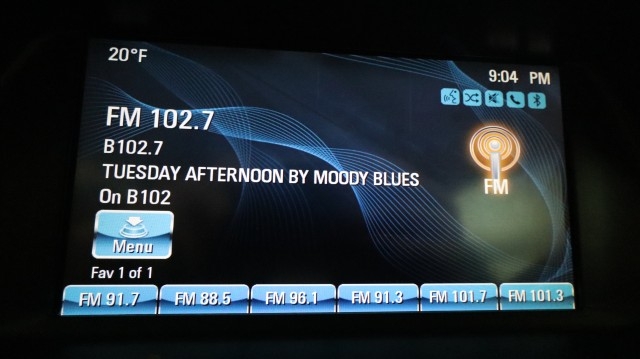 20°F
9:04 PM
FM 102.7
B102.7
TUESDAY AFTERNOON BY MOODY BLUES
On B102
FM
Menu
Fav 1 of 1
FM 91.7 FM 88.5 FM 96.1 FM 91.3 FM 101.7 FM 101.3